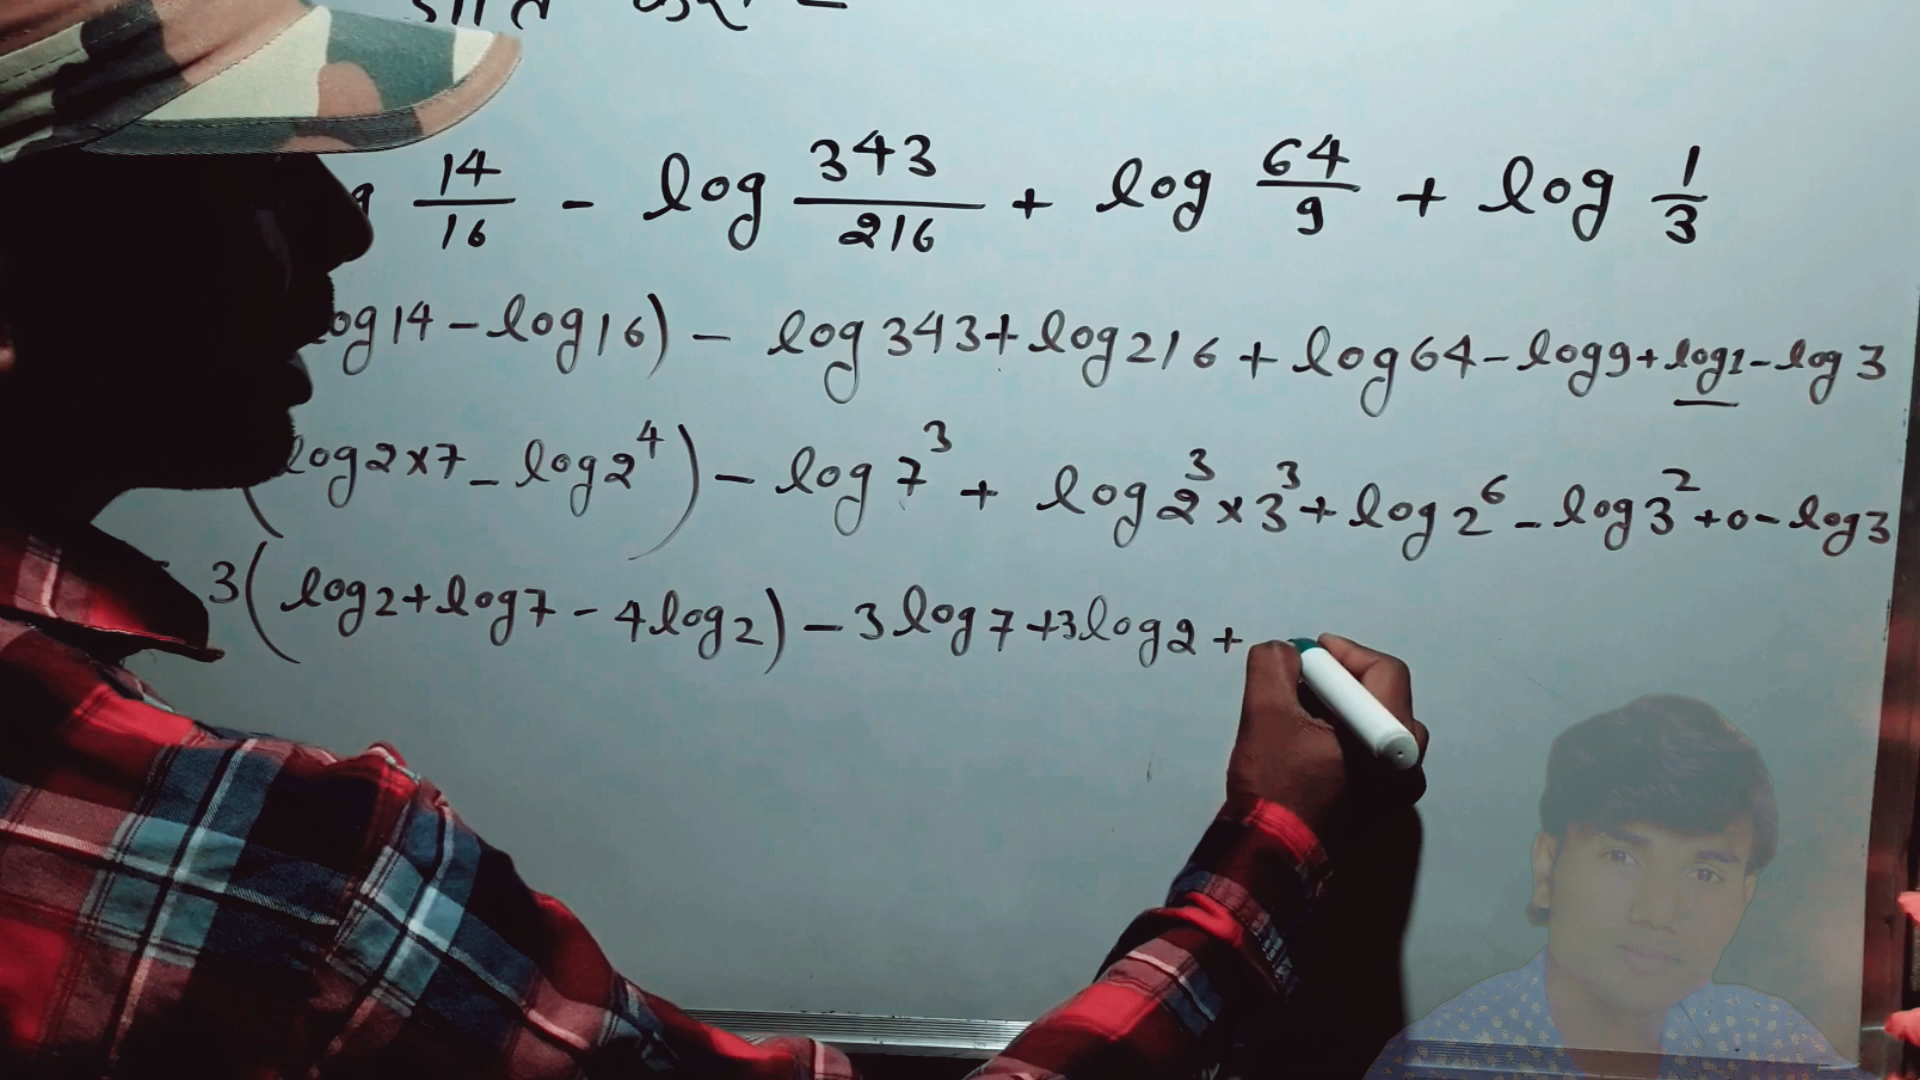 ज्ञात करो -
g 14/16 - log 343/216 + log 64/9 + log 1/3
og 14 - log 16) - log 343 + log 216 + log 64 - log 9 + log 1 - log 3
(log 2×7 - log 2⁴) - log 7³ + log 2³×3³ + log 2⁶ - log 3² + 0 - log 3
3(log 2 + log 7 - 4 log 2) - 3 log 7 + 3 log 2 +